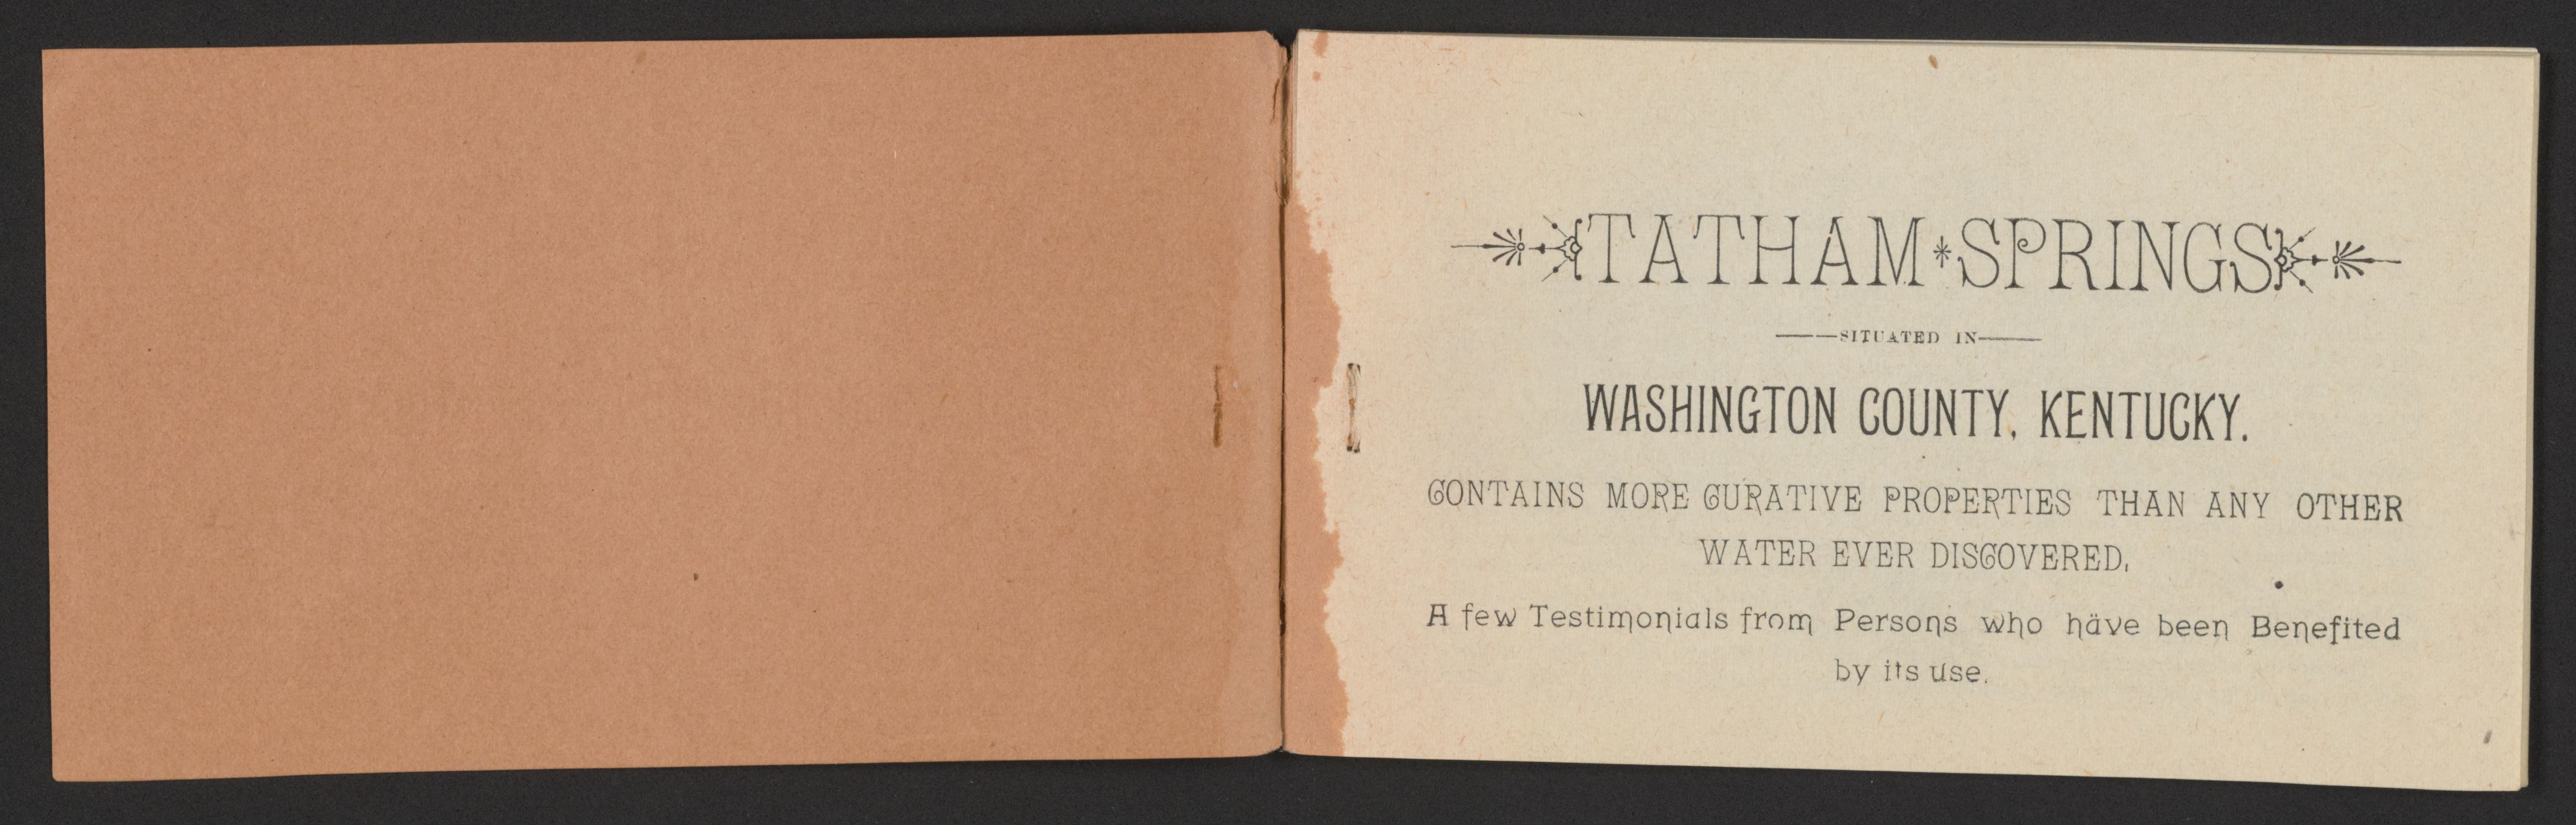 TATHAM * SPRINGS
SITUATED IN
WASHINGTON COUNTY, KENTUCKY.
CONTAINS MORE CURATIVE PROPERTIES THAN ANY OTHER
WATER EVER DISCOVERED.
A few Testimonials from Persons who have been Benefited
by its use.